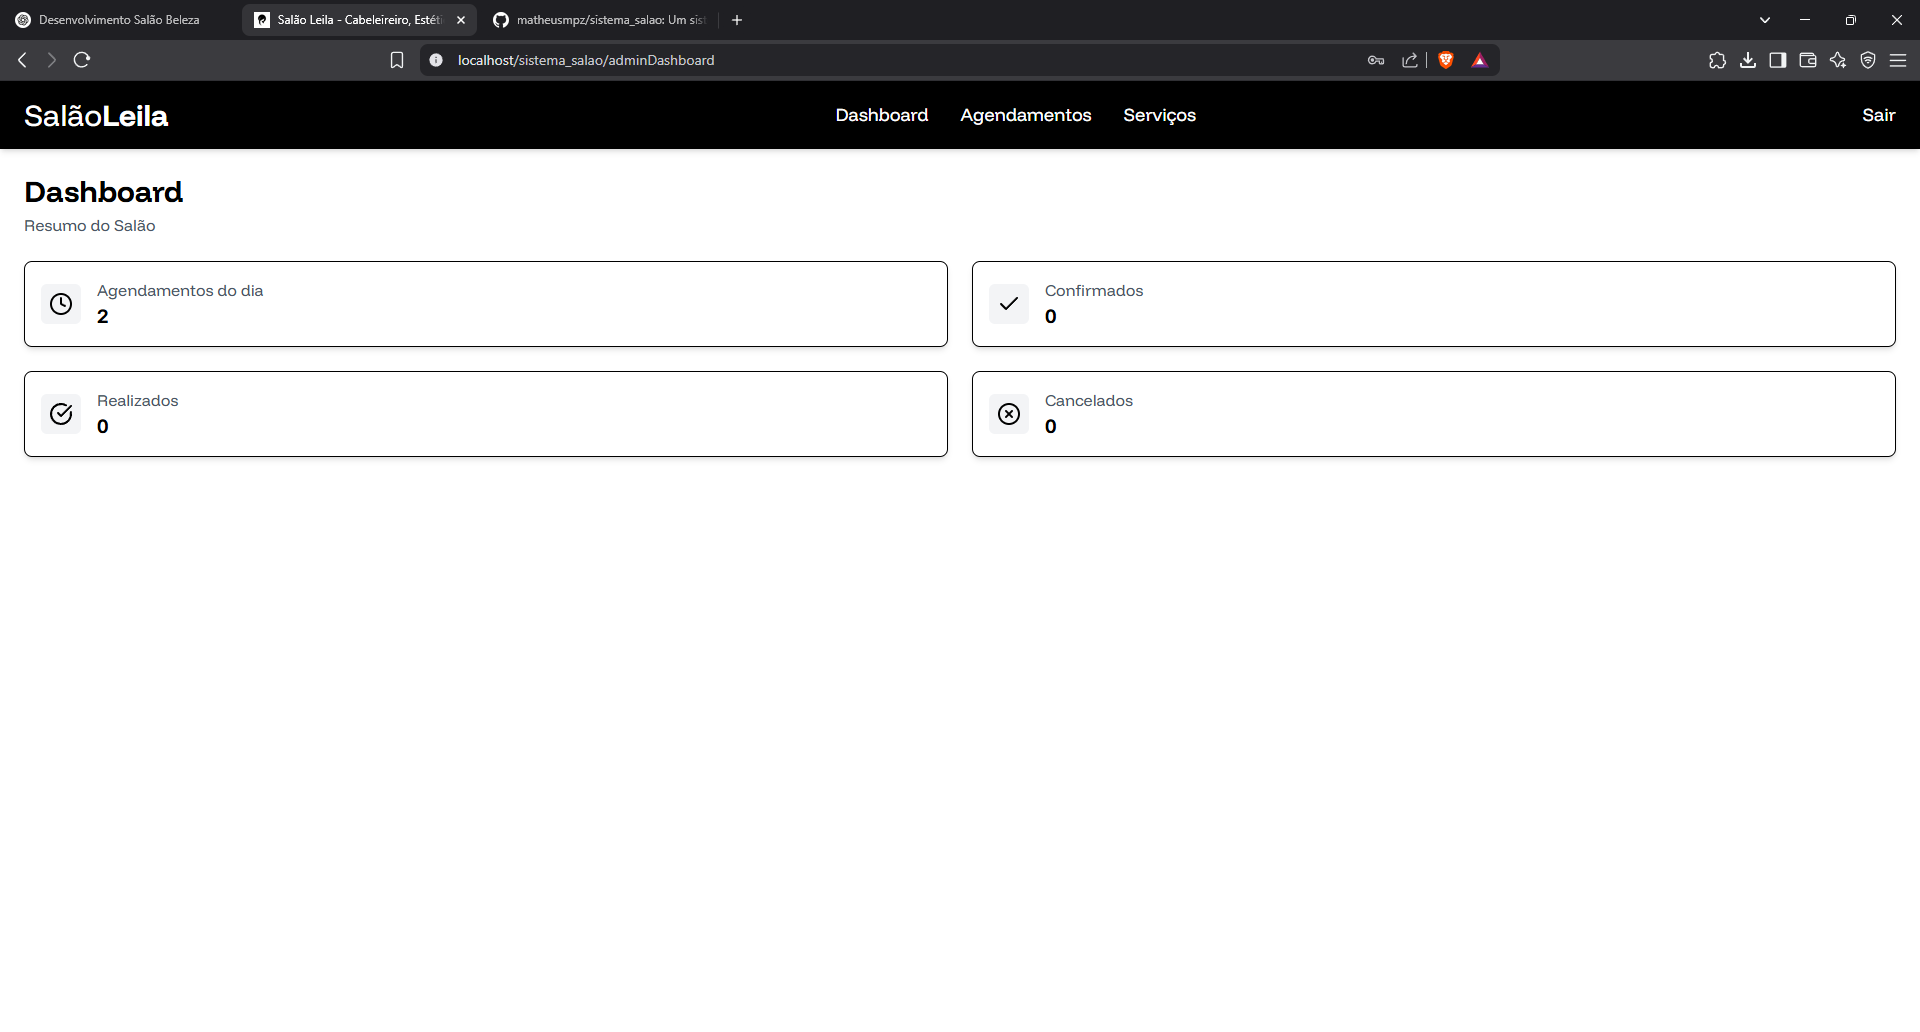 Desenvolvimento Salão Beleza
Salão Leila - Cabeleireiro, Estéti
matheusmpz/sistema_salao: Um sist
localhost/sistema_salao/adminDashboard
SalãoLeila
Dashboard
Agendamentos
Serviços
Sair
Dashboard
Resumo do Salão
Agendamentos do dia
2
Confirmados
0
Realizados
0
Cancelados
0